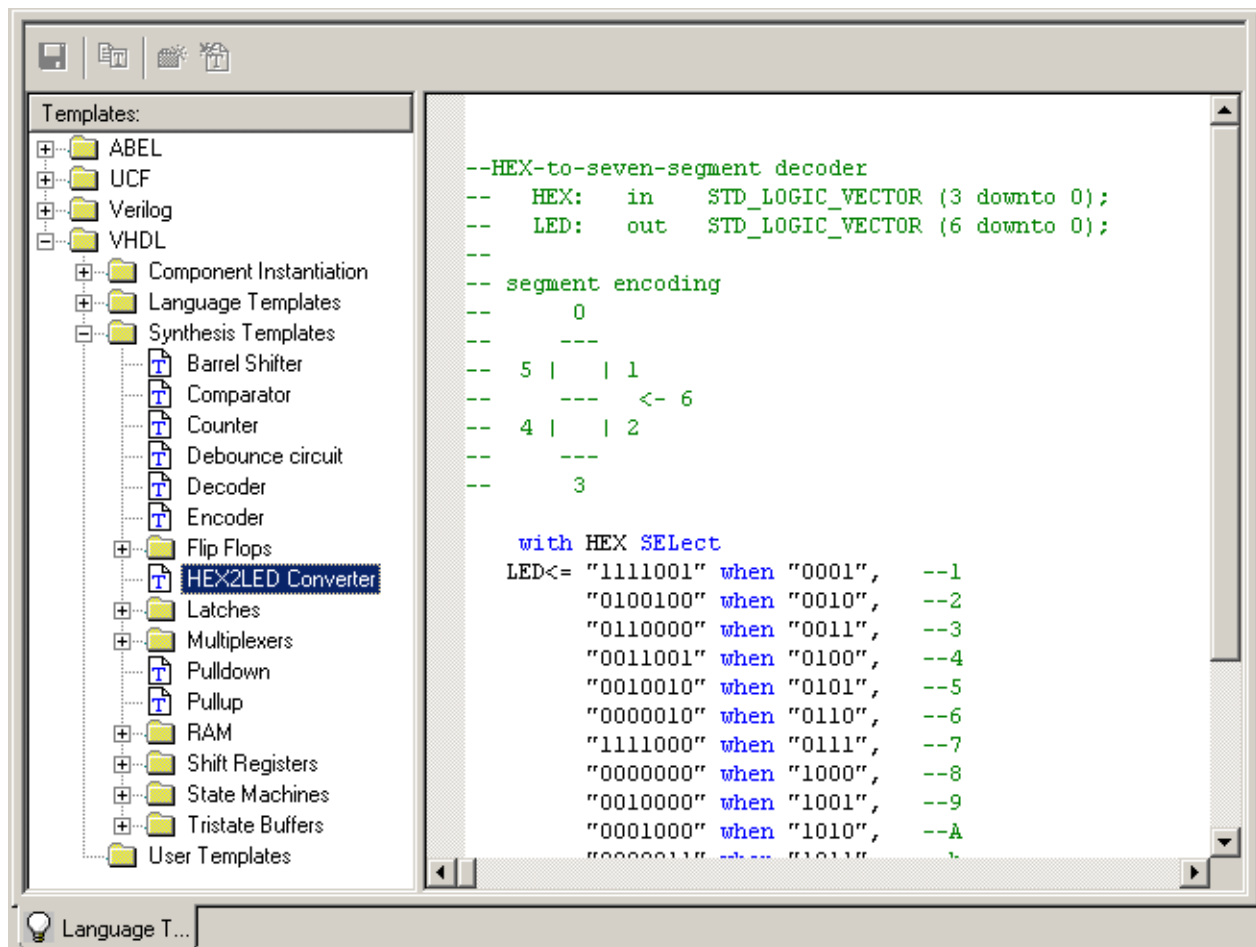 Templates:
ABEL
UCF
Verilog
VHDL
Component Instantiation
Language Templates
Synthesis Templates
Barrel Shifter
Comparator
Counter
Debounce circuit
Decoder
Encoder
Flip Flops
HEX2LED Converter
Latches
Multiplexers
Pulldown
Pullup
RAM
Shift Registers
State Machines
Tristate Buffers
User Templates
--HEX-to-seven-segment decoder
--   HEX:   in    STD_LOGIC_VECTOR (3 downto 0);
--   LED:   out   STD_LOGIC_VECTOR (6 downto 0);
--
-- segment encoding
--      0
--     ---
--  5 |   | 1
--     ---   <- 6
--  4 |   | 2
--     ---
--      3
with HEX SELect
LED<= "1111001" when "0001",   --1
"0100100" when "0010",   --2
"0110000" when "0011",   --3
"0011001" when "0100",   --4
"0010010" when "0101",   --5
"0000010" when "0110",   --6
"1111000" when "0111",   --7
"0000000" when "1000",   --8
"0010000" when "1001",   --9
"0001000" when "1010",   --A
Language T...